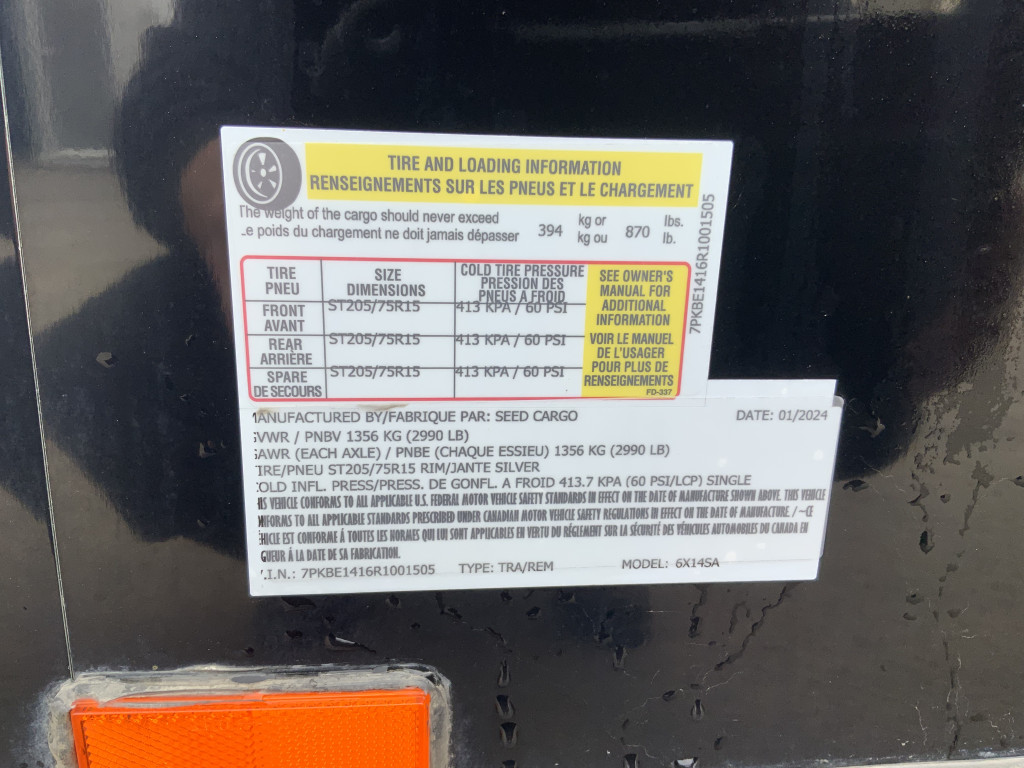 TIRE AND LOADING INFORMATION
RENSEIGNEMENTS SUR LES PNEUS ET LE CHARGEMENT
The weight of the cargo should never exceed 394 kg or 870 lbs.
Le poids du chargement ne doit jamais dépasser kg ou lb.
TIRE PNEU SIZE DIMENSIONS COLD TIRE PRESSURE PRESSION DES PNEUS A FROID
FRONT AVANT ST205/75R15 413 KPA / 60 PSI
REAR ARRIÈRE ST205/75R15 413 KPA / 60 PSI
SPARE DE SECOURS ST205/75R15 413 KPA / 60 PSI
SEE OWNER'S
MANUAL FOR
ADDITIONAL
INFORMATION
VOIR LE MANUEL
DE L'USAGER
POUR PLUS DE
RENSEIGNEMENTS
FD-337
7PKBE1416R1001505
MANUFACTURED BY/FABRIQUE PAR: SEED CARGO DATE: 01/2024
GVWR / PNBV 1356 KG (2990 LB)
GAWR (EACH AXLE) / PNBE (CHAQUE ESSIEU) 1356 KG (2990 LB)
TIRE/PNEU ST205/75R15 RIM/JANTE SILVER
COLD INFL. PRESS/PRESS. DE GONFL. A FROID 413.7 KPA (60 PSI/LCP) SINGLE
HIS VEHICLE CONFORMS TO ALL APPLICABLE U.S. FEDERAL MOTOR VEHICLE SAFETY STANDARDS IN EFFECT ON THE DATE OF MANUFACTURE SHOWN ABOVE. THIS VEHICLE
NFORMS TO ALL APPLICABLE STANDARDS PRESCRIBED UNDER CANADIAN MOTOR VEHICLE SAFETY REGULATIONS IN EFFECT ON THE DATE OF MANUFACTURE. / –CE
HICLE EST CONFORME À TOUTES LES NORMES QUI LUI SONT APPLICABLES EN VERTU DU RÉGLEMENT SUR LA SÉCURITÉ DES VÉHICULES AUTOMOBILES DU CANADA EN
GUEUR À LA DATE DE SA FABRICATION.
V.I.N.: 7PKBE1416R1001505 TYPE: TRA/REM MODEL: 6X14SA